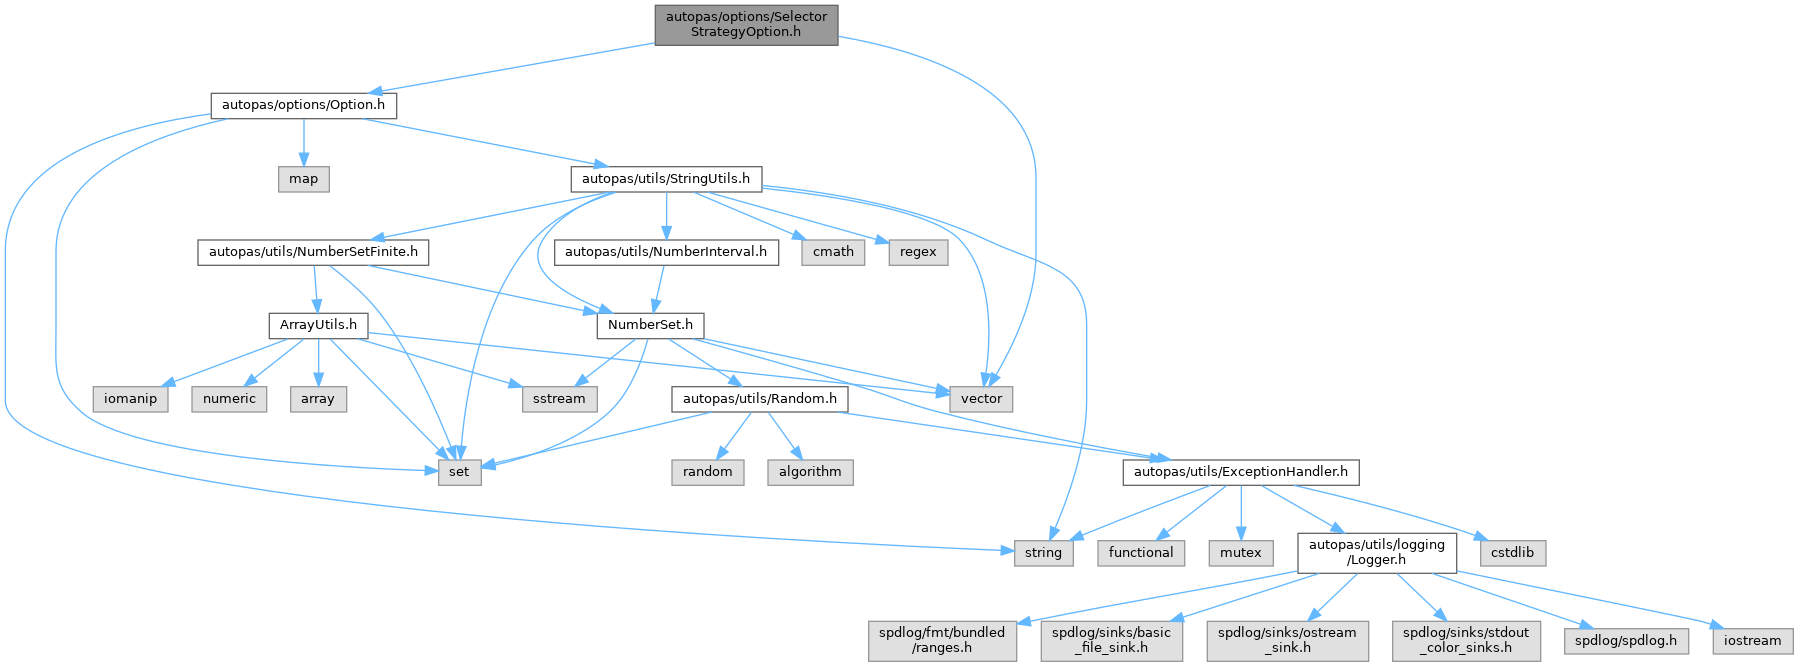 autopas/options/Selector
StrategyOption.h
autopas/options/Option.h
map
autopas/utils/StringUtils.h
autopas/utils/NumberSetFinite.h
autopas/utils/NumberInterval.h
cmath
regex
ArrayUtils.h
NumberSet.h
iomanip
numeric
array
sstream
autopas/utils/Random.h
vector
set
random
algorithm
autopas/utils/ExceptionHandler.h
string
functional
mutex
autopas/utils/logging
/Logger.h
cstdlib
spdlog/fmt/bundled
/ranges.h
spdlog/sinks/basic
_file_sink.h
spdlog/sinks/ostream
_sink.h
spdlog/sinks/stdout
_color_sinks.h
spdlog/spdlog.h
iostream